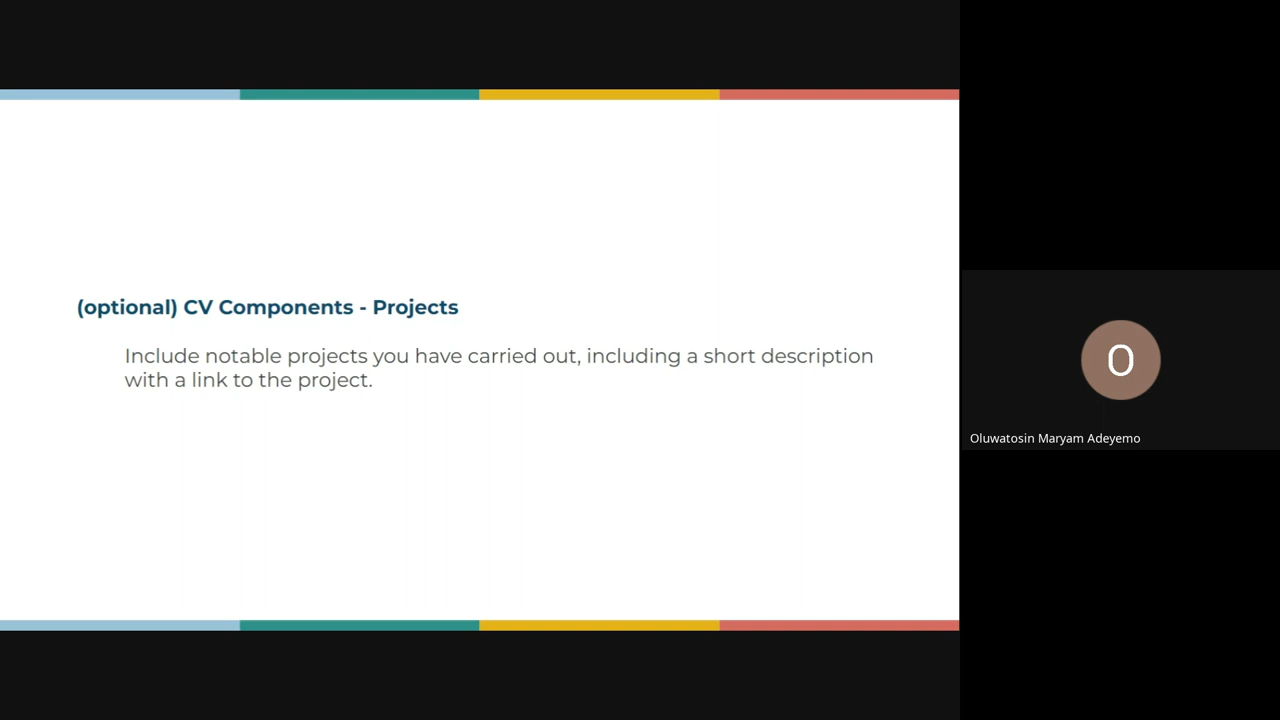 (optional) CV Components - Projects
Include notable projects you have carried out, including a short description
with a link to the project.
O
Oluwatosin Maryam Adeyemo